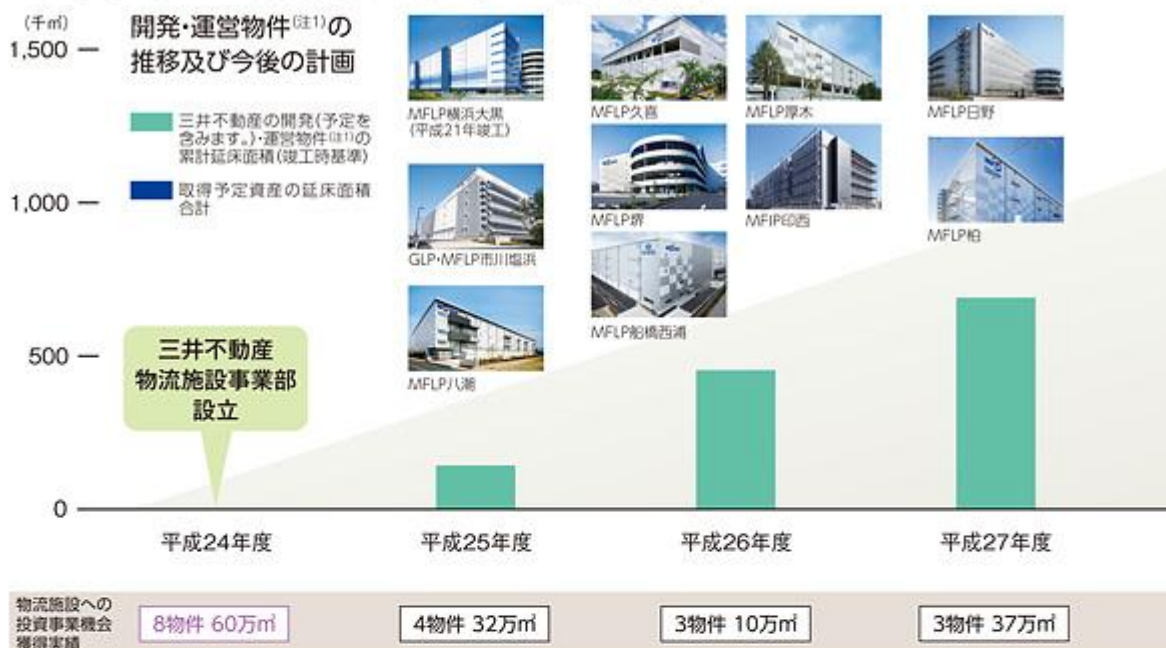 (千㎡)
1,500
1,000
500
0
開発・運営物件(注1)の
推移及び今後の計画
三井不動産の開発(予定を
含みます。)・運営物件(注1)の
累計延床面積(竣工時基準)
取得予定資産の延床面積
合計
三井不動産
物流施設事業部
設立
MFLP横浜大黒
(平成21年竣工)
GLP・MFLP市川塩浜
MFLP八潮
MFLP久喜
MFLP堺
MFLP船橋西浦
MFLP厚木
MFIP印西
MFLP日野
MFLP柏
平成24年度
平成25年度
平成26年度
平成27年度
物流施設への
投資事業機会
獲得実績
8物件 60万㎡
4物件 32万㎡
3物件 10万㎡
3物件 37万㎡